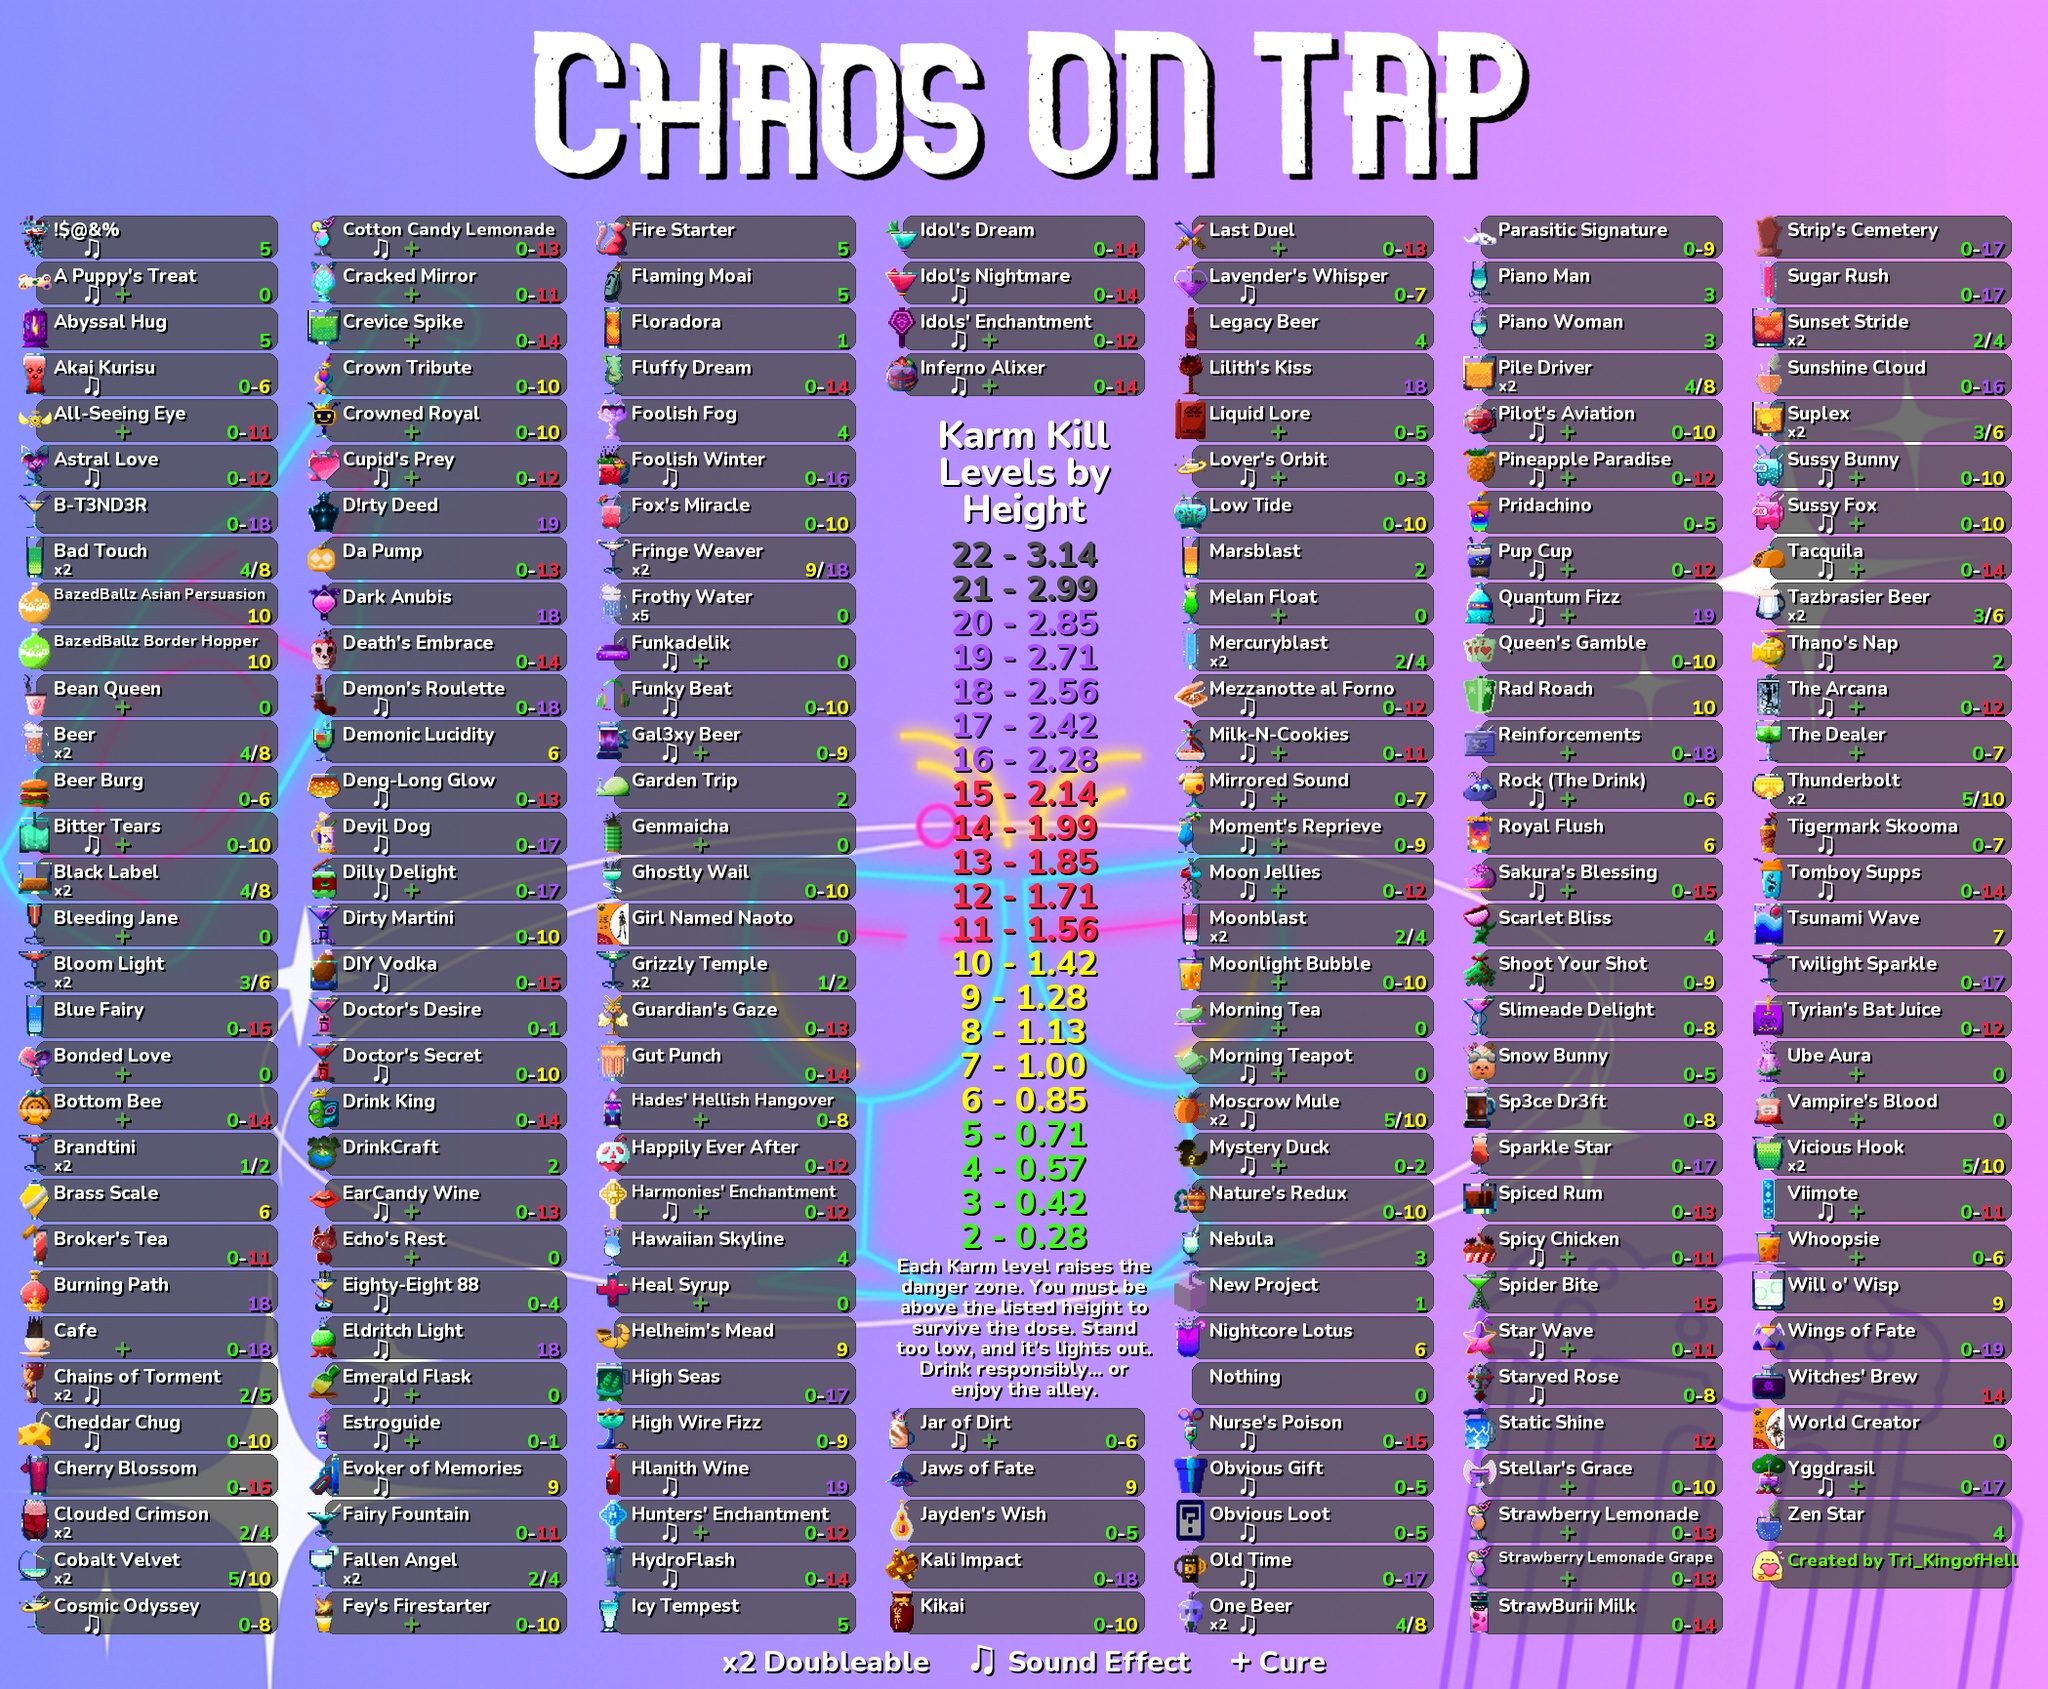 CHAOS ON TAP
!$@&%
♫ 5
A Puppy's Treat
♫ + 0
Abyssal Hug
5
Akai Kurisu
♫ 0-6
All-Seeing Eye
+ 0-11
Astral Love
♫ 0-12
B-T3ND3R
0-18
Bad Touch
x2 4/8
BazedBallz Asian Persuasion
10
BazedBallz Border Hopper
10
Bean Queen
+ 0
Beer
x2 4/8
Beer Burg
0-6
Bitter Tears
♫ + 0-10
Black Label
x2 4/8
Bleeding Jane
+ 0
Bloom Light
x2 3/6
Blue Fairy
0-15
Bonded Love
+ 0
Bottom Bee
+ 0-14
Brandtini
x2 1/2
Brass Scale
6
Broker's Tea
0-11
Burning Path
18
Cafe
+ 0-18
Chains of Torment
x2 ♫ 2/5
Cheddar Chug
♫ 0-10
Cherry Blossom
0-15
Clouded Crimson
x2 2/4
Cobalt Velvet
x2 5/10
Cosmic Odyssey
♫ 0-8
Cotton Candy Lemonade
♫ + 0-13
Cracked Mirror
+ 0-11
Crevice Spike
+ 0-14
Crown Tribute
0-10
Crowned Royal
+ 0-10
Cupid's Prey
♫ + 0-12
D!rty Deed
19
Da Pump
0-13
Dark Anubis
18
Death's Embrace
0-14
Demon's Roulette
♫ 0-18
Demonic Lucidity
6
Deng-Long Glow
♫ 0-13
Devil Dog
♫ 0-17
Dilly Delight
♫ + 0-17
Dirty Martini
0-10
DIY Vodka
♫ 0-15
Doctor's Desire
0-1
Doctor's Secret
♫ 0-10
Drink King
0-14
DrinkCraft
2
EarCandy Wine
♫ + 0-13
Echo's Rest
+ 0
Eighty-Eight 88
♫ 0-4
Eldritch Light
♫ 18
Emerald Flask
♫ + 0
Estroguide
♫ + 0-1
Evoker of Memories
♫ 9
Fairy Fountain
0-11
Fallen Angel
x2 2/4
Fey's Firestarter
+ 0-10
Fire Starter
5
Flaming Moai
5
Floradora
1
Fluffy Dream
0-14
Foolish Fog
4
Foolish Winter
♫ 0-16
Fox's Miracle
0-10
Fringe Weaver
x2 9/18
Frothy Water
x5 0
Funkadelik
♫ + 0
Funky Beat
♫ 0-10
Gal3xy Beer
♫ + 0-9
Garden Trip
2
Genmaicha
+ 0
Ghostly Wail
0-10
Girl Named Naoto
0
Grizzly Temple
x2 1/2
Guardian's Gaze
0-13
Gut Punch
0-14
Hades' Hellish Hangover
+ 0-8
Happily Ever After
0-12
Harmonies' Enchantment
♫ + 0-12
Hawaiian Skyline
4
Heal Syrup
+ 0
Helheim's Mead
9
High Seas
0-17
High Wire Fizz
0-9
Hlanith Wine
19
Hunters' Enchantment
♫ + 0-12
HydroFlash
♫ 0-14
Icy Tempest
5
Idol's Dream
0-14
Idol's Nightmare
♫ 0-14
Idols' Enchantment
♫ + 0-12
Inferno Alixer
♫ + 0-14
Karm Kill
Levels by
Height
22 - 3.14
21 - 2.99
20 - 2.85
19 - 2.71
18 - 2.56
17 - 2.42
16 - 2.28
15 - 2.14
14 - 1.99
13 - 1.85
12 - 1.71
11 - 1.56
10 - 1.42
9 - 1.28
8 - 1.13
7 - 1.00
6 - 0.85
5 - 0.71
4 - 0.57
3 - 0.42
2 - 0.28
Each Karm level raises the
danger zone. You must be
above the listed height to
survive the dose. Stand
too low, and it's lights out.
Drink responsibly... or
enjoy the alley.
Jar of Dirt
♫ + 0-6
Jaws of Fate
9
Jayden's Wish
0-5
Kali Impact
0-18
Kikai
0-10
Last Duel
+ 0-13
Lavender's Whisper
♫ 0-7
Legacy Beer
4
Lilith's Kiss
18
Liquid Lore
+ 0-5
Lover's Orbit
♫ + 0-3
Low Tide
0-10
Marsblast
2
Melan Float
+ 0
Mercuryblast
x2 2/4
Mezzanotte al Forno
♫ 0-12
Milk-N-Cookies
♫ + 0-11
Mirrored Sound
♫ + 0-7
Moment's Reprieve
♫ + 0-9
Moon Jellies
♫ + 0-12
Moonblast
x2 2/4
Moonlight Bubble
+ 0-10
Morning Tea
+ 0
Morning Teapot
♫ + 0
Moscrow Mule
x2 ♫ 5/10
Mystery Duck
♫ + 0-2
Nature's Redux
0-10
Nebula
3
New Project
1
Nightcore Lotus
6
Nothing
0
Nurse's Poison
♫ 0-15
Obvious Gift
♫ 0-5
Obvious Loot
♫ 0-5
Old Time
♫ 0-17
One Beer
x2 ♫ 4/8
Parasitic Signature
0-9
Piano Man
3
Piano Woman
3
Pile Driver
x2 4/8
Pilot's Aviation
♫ + 0-10
Pineapple Paradise
♫ + 0-12
Pridachino
0-5
Pup Cup
♫ + 0-12
Quantum Fizz
♫ + 19
Queen's Gamble
0-10
Rad Roach
10
Reinforcements
+ 0-18
Rock (The Drink)
♫ + 0-6
Royal Flush
6
Sakura's Blessing
♫ + 0-15
Scarlet Bliss
4
Shoot Your Shot
♫ 0-9
Slimeade Delight
0-8
Snow Bunny
0-5
Sp3ce Dr3ft
0-8
Sparkle Star
0-17
Spiced Rum
0-13
Spicy Chicken
♫ + 0-11
Spider Bite
15
Star Wave
♫ + 0-11
Starved Rose
♫ 0-8
Static Shine
12
Stellar's Grace
+ 0-10
Strawberry Lemonade
+ 0-13
Strawberry Lemonade Grape
+ 0-13
StrawBurii Milk
0-14
Strip's Cemetery
0-17
Sugar Rush
0-17
Sunset Stride
x2 2/4
Sunshine Cloud
0-16
Suplex
x2 3/6
Sussy Bunny
♫ + 0-10
Sussy Fox
♫ + 0-10
Tacquila
♫ + 0-14
Tazbrasier Beer
x2 3/6
Thano's Nap
♫ 2
The Arcana
♫ + 0-12
The Dealer
+ 0-7
Thunderbolt
x2 5/10
Tigermark Skooma
♫ 0-7
Tomboy Supps
♫ 0-14
Tsunami Wave
7
Twilight Sparkle
0-17
Tyrian's Bat Juice
0-12
Ube Aura
+ 0
Vampire's Blood
+ 0
Vicious Hook
x2 5/10
Viimote
♫ + 0-11
Whoopsie
+ 0-6
Will o' Wisp
9
Wings of Fate
0-19
Witches' Brew
14
World Creator
0
Yggdrasil
♫ + 0-17
Zen Star
4
Created by Tri_KingofHell
x2 Doubleable ♫ Sound Effect + Cure